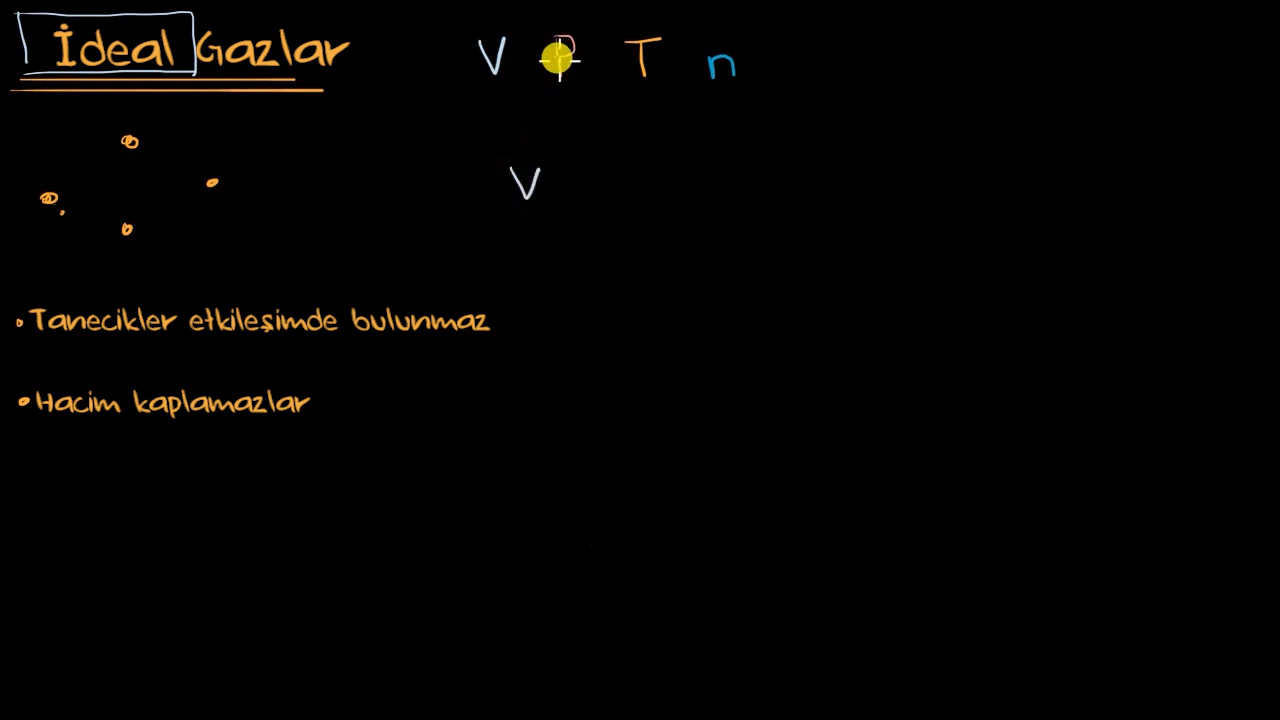 İdeal Gazlar
V P T n
V
• Tanecikler etkileşimde bulunmaz
• Hacim kaplamazlar